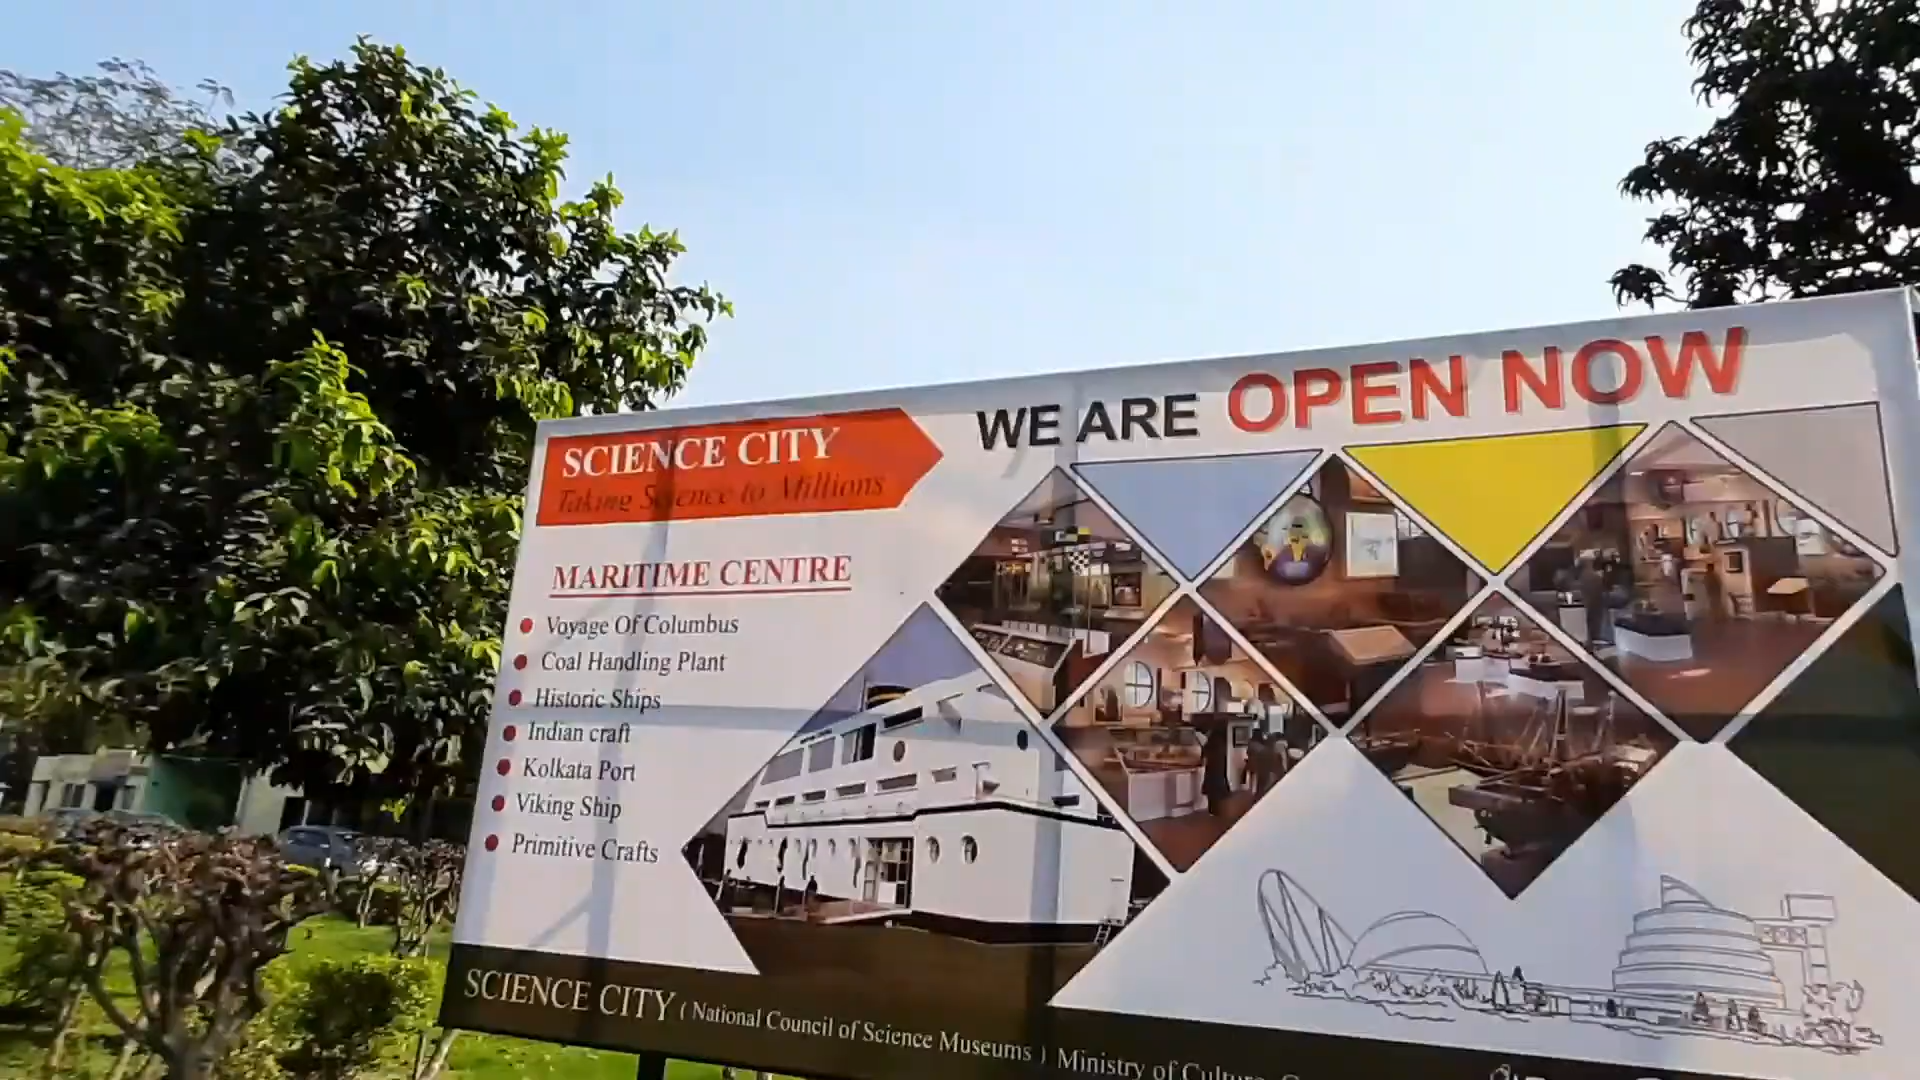 WE ARE OPEN NOW
SCIENCE CITY
Taking Science to Millions
MARITIME CENTRE
Voyage Of Columbus
Coal Handling Plant
Historic Ships
Indian craft
Kolkata Port
Viking Ship
Primitive Crafts
SCIENCE CITY ( National Council of Science Museums ) Ministry of Culture,